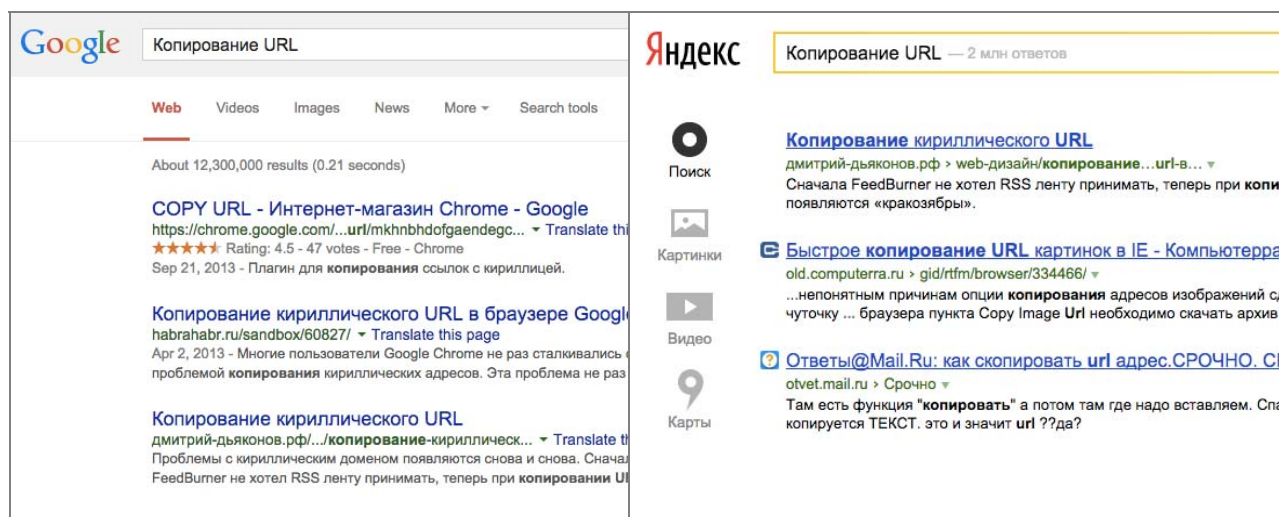 Google
Копирование URL
Web Videos Images News More Search tools
About 12,300,000 results (0.21 seconds)
COPY URL - Интернет-магазин Chrome - Google
https://chrome.google.com/...url/mkhnbhdofgaendegc... Translate thi
Rating: 4.5 - 47 votes - Free - Chrome
Sep 21, 2013 - Плагин для копирования ссылок с кириллицей.
Копирование кириллического URL в браузере Googl
habrahabr.ru/sandbox/60827/ Translate this page
Apr 2, 2013 - Многие пользователи Google Chrome не раз сталкивались
проблемой копирования кириллических адресов. Эта проблема не раз
Копирование кириллического URL
дмитрий-дьяконов.рф/.../копирование-кириллическ... Translate th
Проблемы с кириллическим доменом появляются снова и снова. Снача
FeedBurner не хотел RSS ленту принимать, теперь при копировании U
Яндекс
Копирование URL — 2 млн ответов
Поиск
Картинки
Видео
Карты
Копирование кириллического URL
дмитрий-дьяконов.рф › web-дизайн/копирование...url-в...
Сначала FeedBurner не хотел RSS ленту принимать, теперь при копи
появляются «кракозябры».
Быстрое копирование URL картинок в IE - Компьютерра
old.computerra.ru › gid/rtfm/browser/334466/
...непонятным причинам опции копирования адресов изображений сд
чуточку ... браузера пункта Copy Image Url необходимо скачать архив
Ответы@Mail.Ru: как скопировать url адрес.СРОЧНО. С
otvet.mail.ru › Срочно
Там есть функция "копировать" а потом там где надо вставляем. Спа
копируется ТЕКСТ. это и значит url ??да?